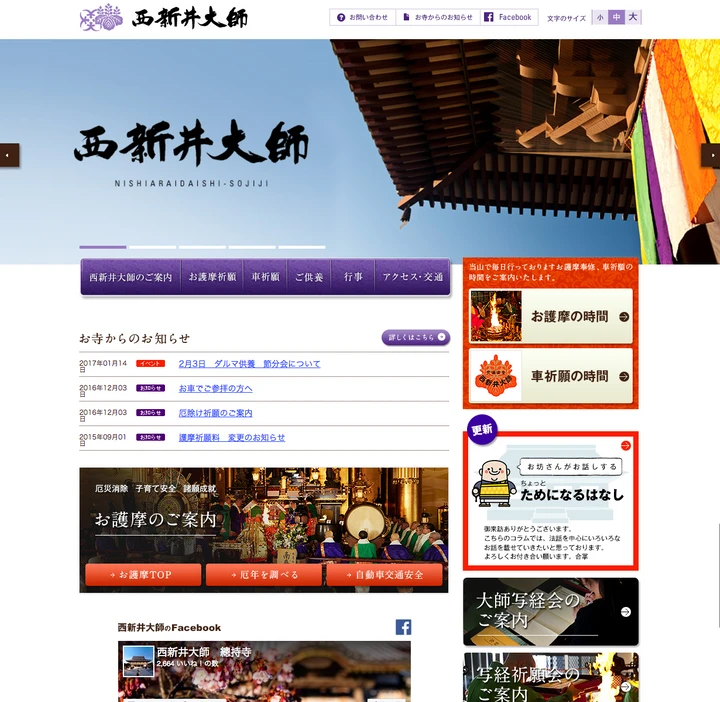 西新井大師
お問い合わせ
お寺からのお知らせ
Facebook
文字のサイズ
小
中
大
西新井大師
NISHIARAIDAISHI-SOJIJI
西新井大師のご案内
お護摩祈願
車祈願
ご供養
行事
アクセス・交通
当山で毎日行っておりますお護摩奉修、車祈願の
時間をご案内いたします。
お護摩の時間
西新井大師
車祈願の時間
お寺からのお知らせ
詳しくはこちら
2017年01月14
日
イベント
2月3日　ダルマ供養　節分会について
2016年12月03
日
お知らせ
お車でご参拝の方へ
2016年12月03
日
お知らせ
厄除け祈願のご案内
2015年09月01
日
お知らせ
護摩祈願料　変更のお知らせ
更新
お坊さんがお話しする
ちょっと
ためになるはなし
御来訪ありがとうございます。
こちらのコラムでは、法話を中心にいろいろな
お話を載せていきたいと思っております。
よろしくお付き合い願います。合掌
厄災消除　子育て安全　諸願成就
お護摩のご案内
お護摩TOP
厄年を調べる
自動車交通安全
大師写経会の
ご案内
写経祈願会の
ご案内
西新井大師のFacebook
西新井大師　總持寺
2,664 いいね！の数